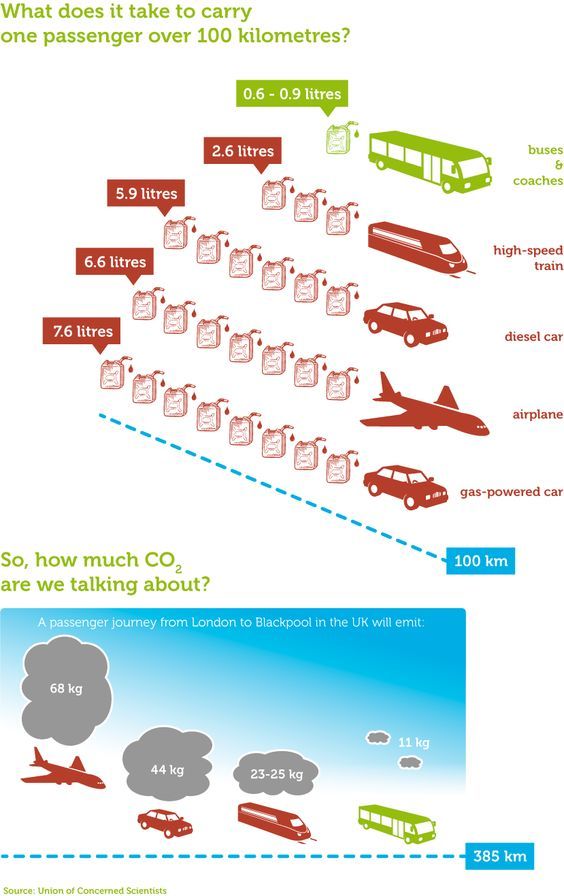 What does it take to carry
one passenger over 100 kilometres?
0.6 - 0.9 litres
buses
&
coaches
2.6 litres
high-speed
train
5.9 litres
diesel car
6.6 litres
airplane
7.6 litres
gas-powered car
100 km
So, how much CO₂
are we talking about?
A passenger journey from London to Blackpool in the UK will emit:
68 kg
44 kg
23-25 kg
11 kg
385 km
Source: Union of Concerned Scientists